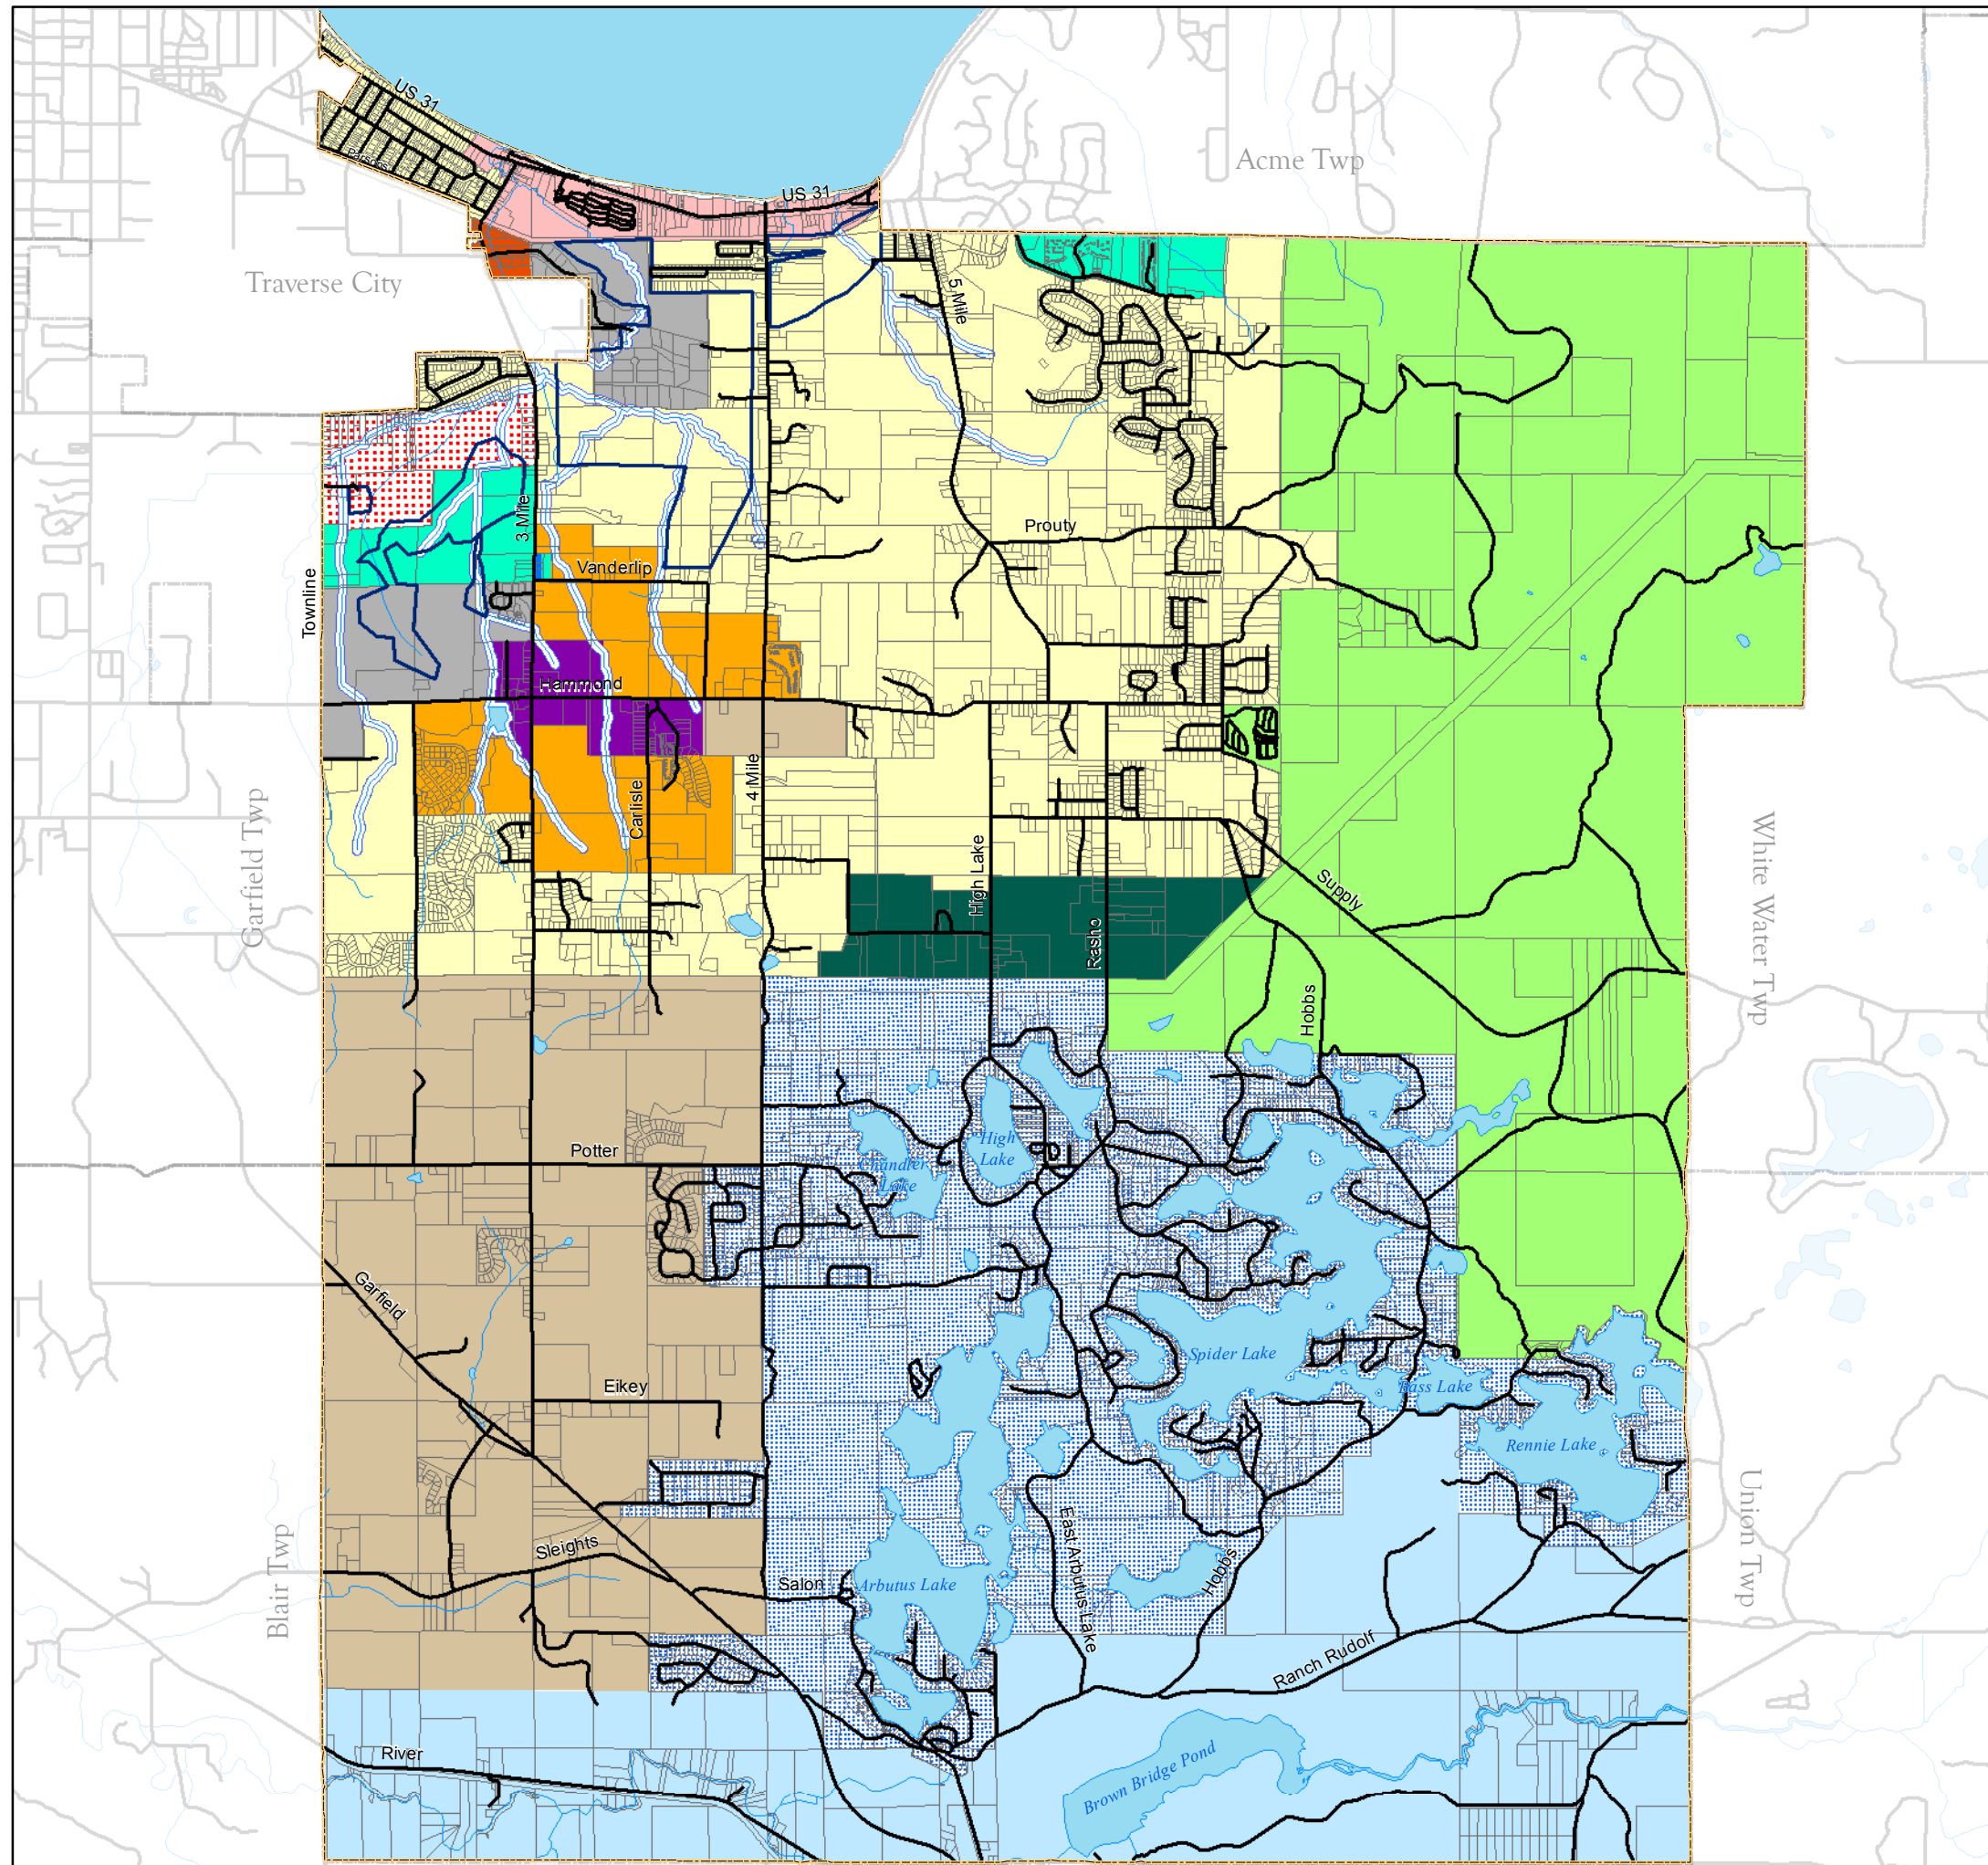 US 31
Parsons
US 31
Acme Twp
Traverse City
5 Mile
3 Mile
Prouty
Vanderlip
Townline
Hammond
4 Mile
Carlisle
Garfield Twp
High Lake
Supply
White Water Twp
Rasho
Hobbs
High
Lake
Potter
Chandler
Lake
Garfield
Spider Lake
Eikey
Bass Lake
Rennie Lake
Union Twp
Blair Twp
Sleights
East Arbutus Lake
Hobbs
Salon
Arbutus Lake
Ranch Rudolf
River
Brown Bridge Pond